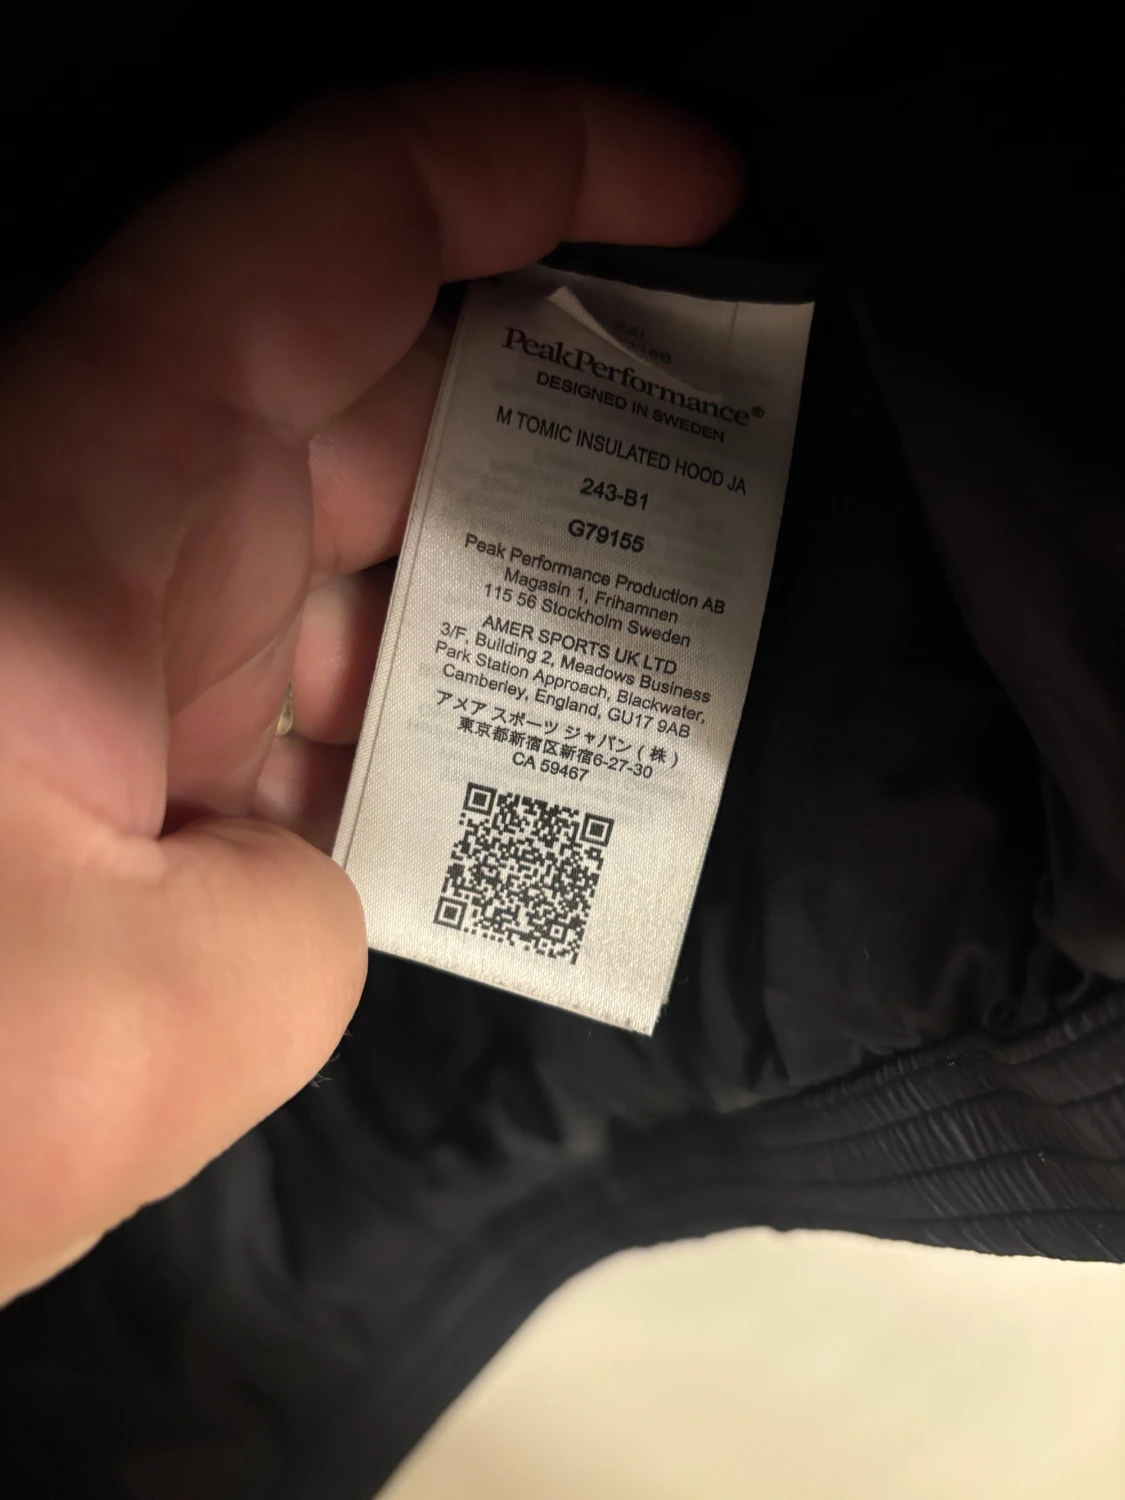 PeakPerformance®
DESIGNED IN SWEDEN
M TOMIC INSULATED HOOD JA
243-B1
G79155
Peak Performance Production AB
Magasin 1, Frihamnen
115 56 Stockholm Sweden
AMER SPORTS UK LTD
3/F, Building 2, Meadows Business
Park Station Approach, Blackwater,
Camberley, England, GU17 9AB
アメア スポーツ ジャパン ( 株 )
東京都新宿区新宿6-27-30
CA 59467